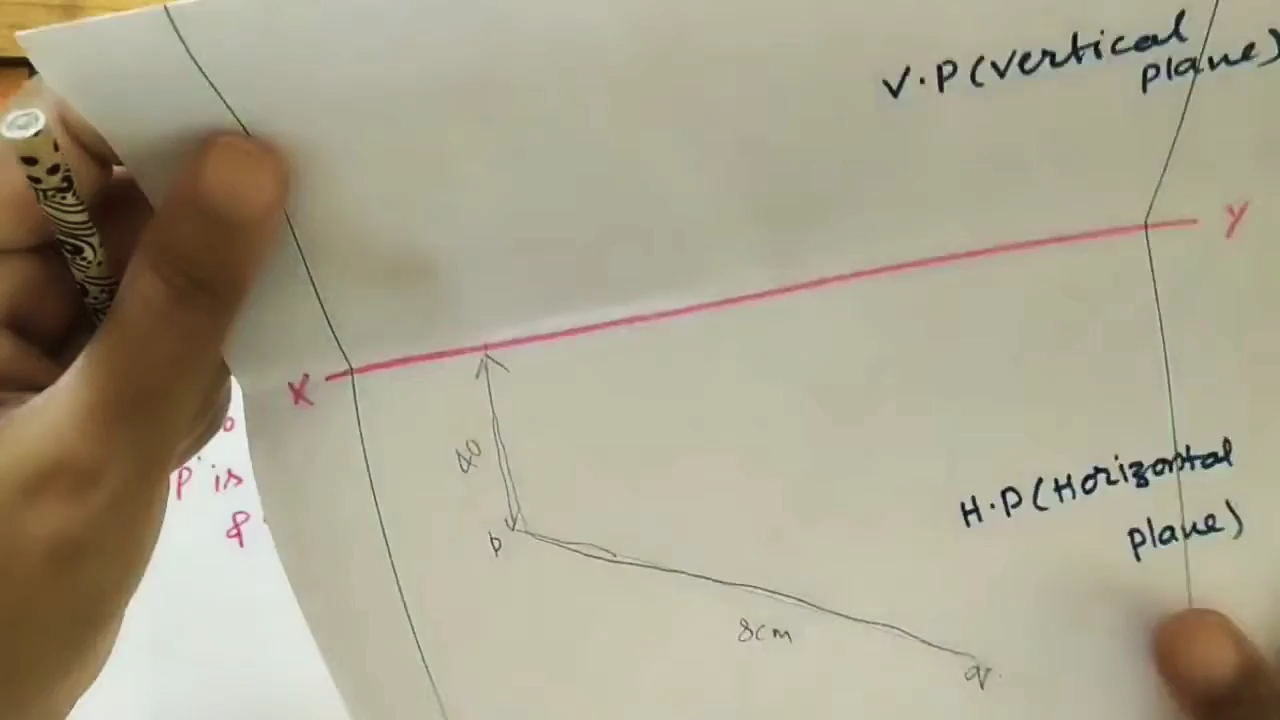 V.P (Vertical
plane)
Y
X
40
P is
H.P (Horizontal
plane)
p
8cm
q